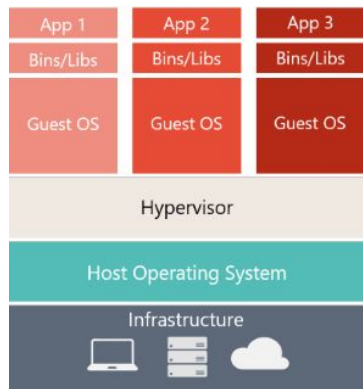 App 1
App 2
App 3
Bins/Libs
Bins/Libs
Bins/Libs
Guest OS
Guest OS
Guest OS
Hypervisor
Host Operating System
Infrastructure